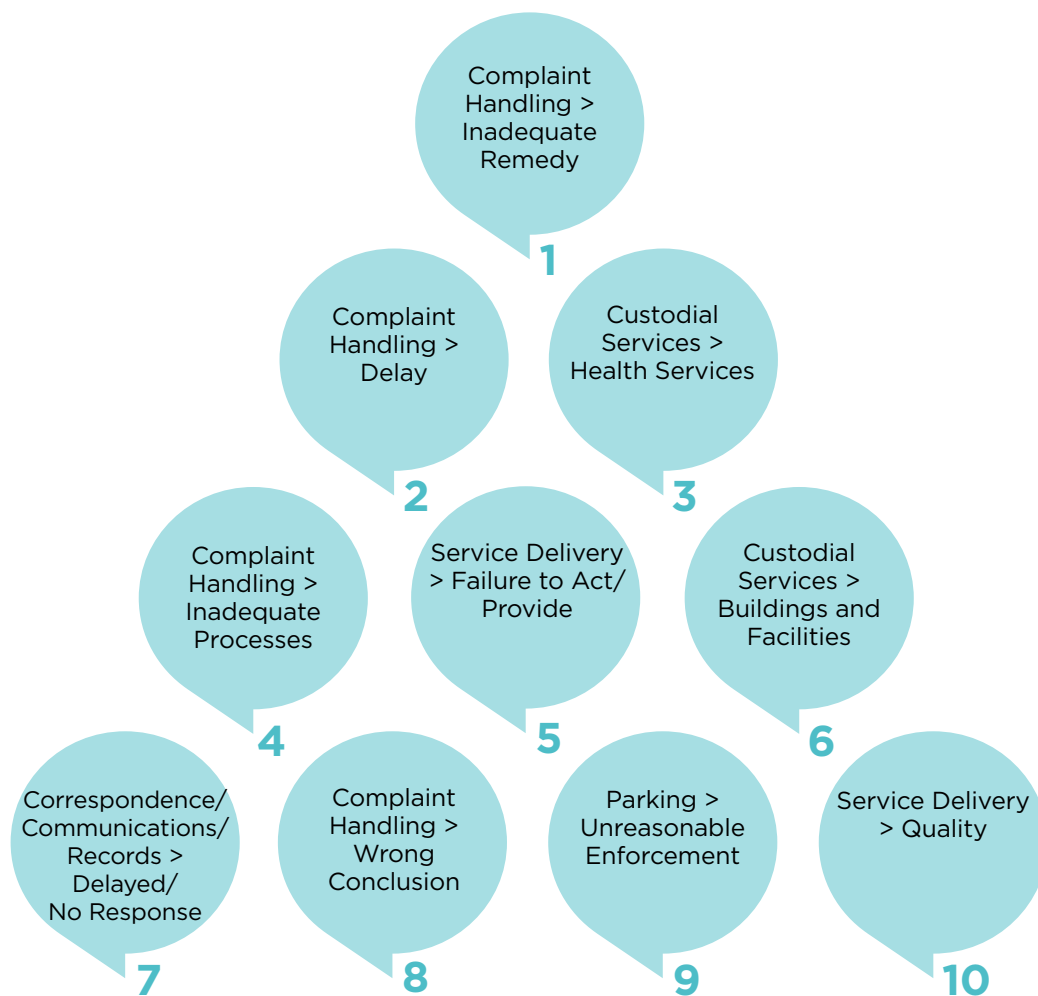 Complaint
Handling >
Inadequate
Remedy
1
Complaint
Handling >
Delay
2
Custodial
Services >
Health Services
3
Complaint
Handling >
Inadequate
Processes
4
Service Delivery
> Failure to Act/
Provide
5
Custodial
Services >
Buildings and
Facilities
6
Correspondence/
Communications/
Records >
Delayed/
No Response
7
Complaint
Handling >
Wrong
Conclusion
8
Parking >
Unreasonable
Enforcement
9
Service Delivery
> Quality
10